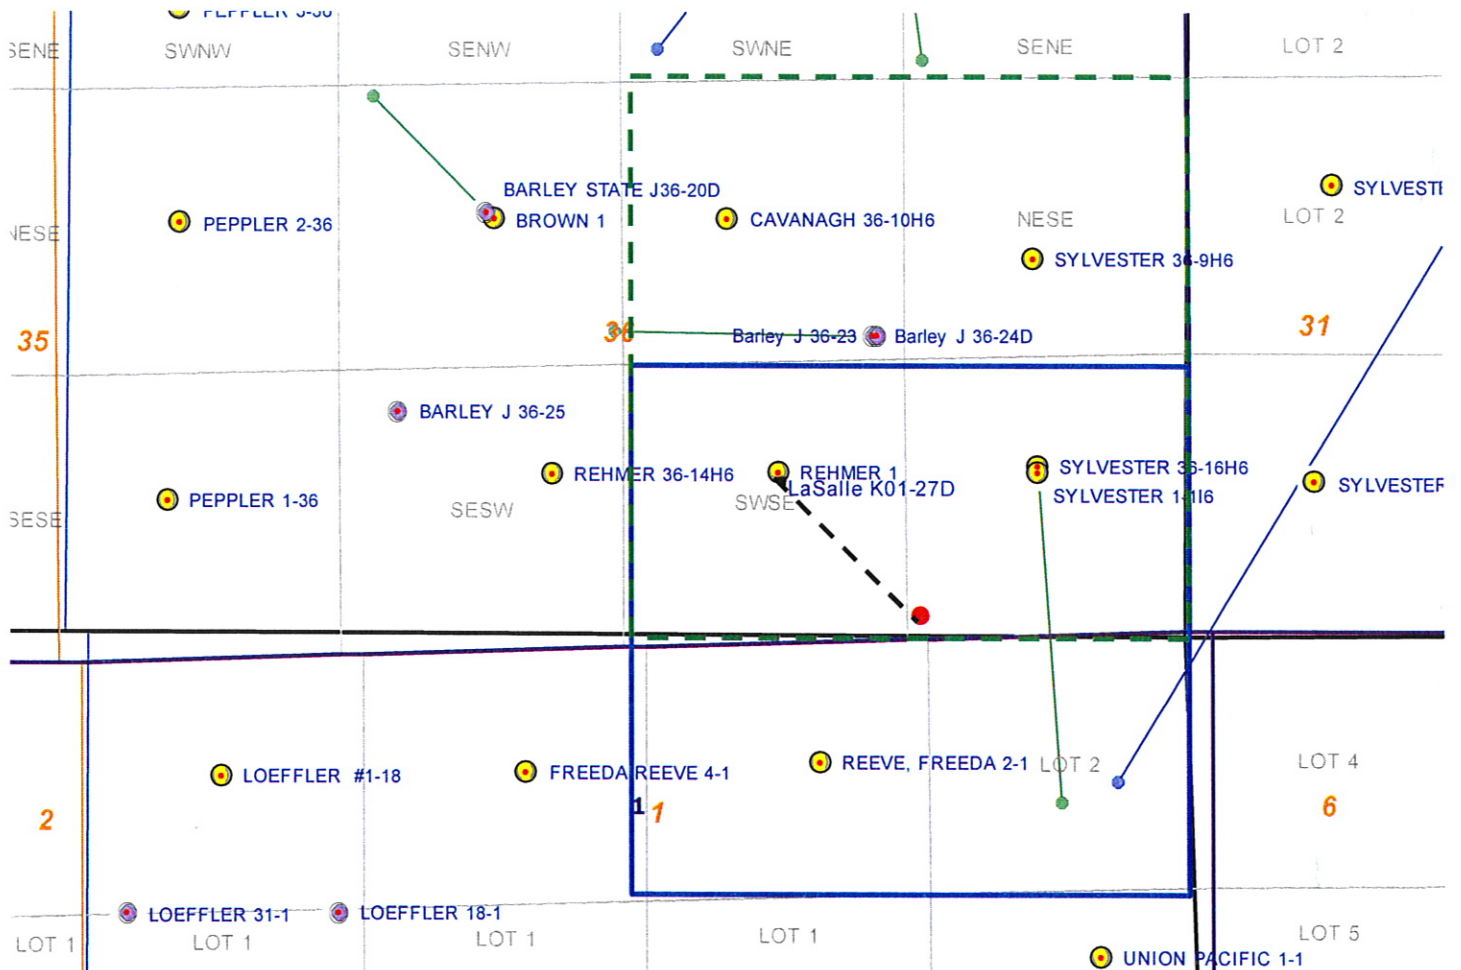 PEPPLER 3-36
SENE
SWNW
SENW
SWNE
SENE
LOT 2
BARLEY STATE J36-20D
SYLVESTE
PEPPLER 2-36
BROWN 1
CAVANAGH 36-10H6
NESE
LOT 2
NESE
SYLVESTER 36-9H6
35
36
Barley J 36-23
Barley J 36-24D
31
BARLEY J 36-25
REHMER 36-14H6
REHMER 1
SYLVESTER 36-16H6
LaSalle K01-27D
SYLVESTER
PEPPLER 1-36
SWSE
SYLVESTER 1-1I6
SESE
SESW
LOEFFLER #1-18
FREEDA REEVE 4-1
REEVE, FREEDA 2-1
LOT 2
LOT 4
2
1
1
6
LOEFFLER 31-1
LOEFFLER 18-1
LOT 1
LOT 1
LOT 1
LOT 1
LOT 5
UNION PACIFIC 1-1